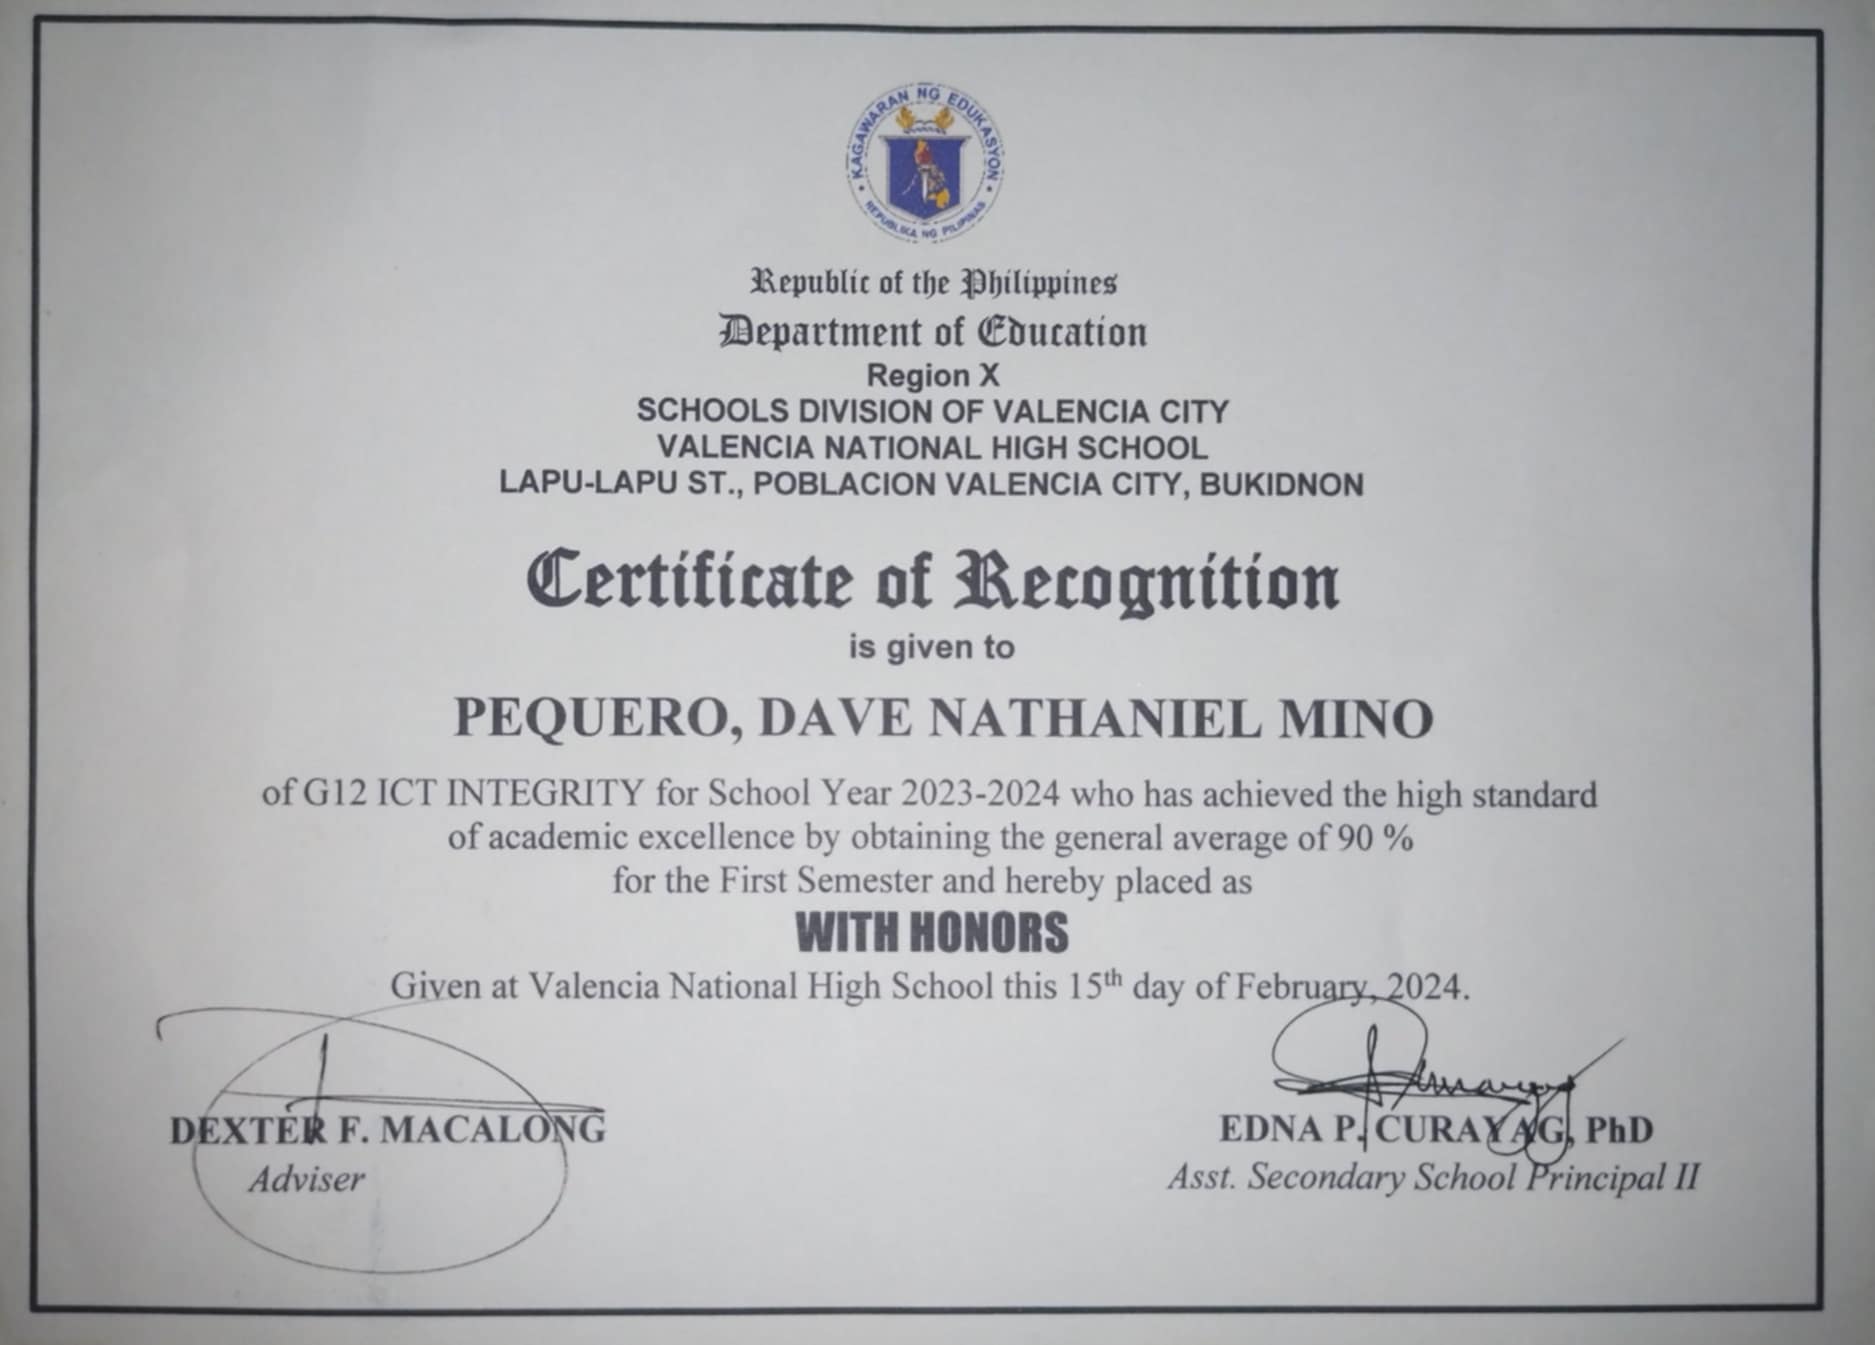 KAGAWARAN NG EDUKASYON
REPUBLIKA NG PILIPINAS
Republic of the Philippines
Department of Education
Region X
SCHOOLS DIVISION OF VALENCIA CITY
VALENCIA NATIONAL HIGH SCHOOL
LAPU-LAPU ST., POBLACION VALENCIA CITY, BUKIDNON
Certificate of Recognition
is given to
PEQUERO, DAVE NATHANIEL MINO
of G12 ICT INTEGRITY for School Year 2023-2024 who has achieved the high standard
of academic excellence by obtaining the general average of 90 %
for the First Semester and hereby placed as
WITH HONORS
Given at Valencia National High School this 15th day of February, 2024.
DEXTER F. MACALONG
Adviser
EDNA P. CURAYAG, PhD
Asst. Secondary School Principal II